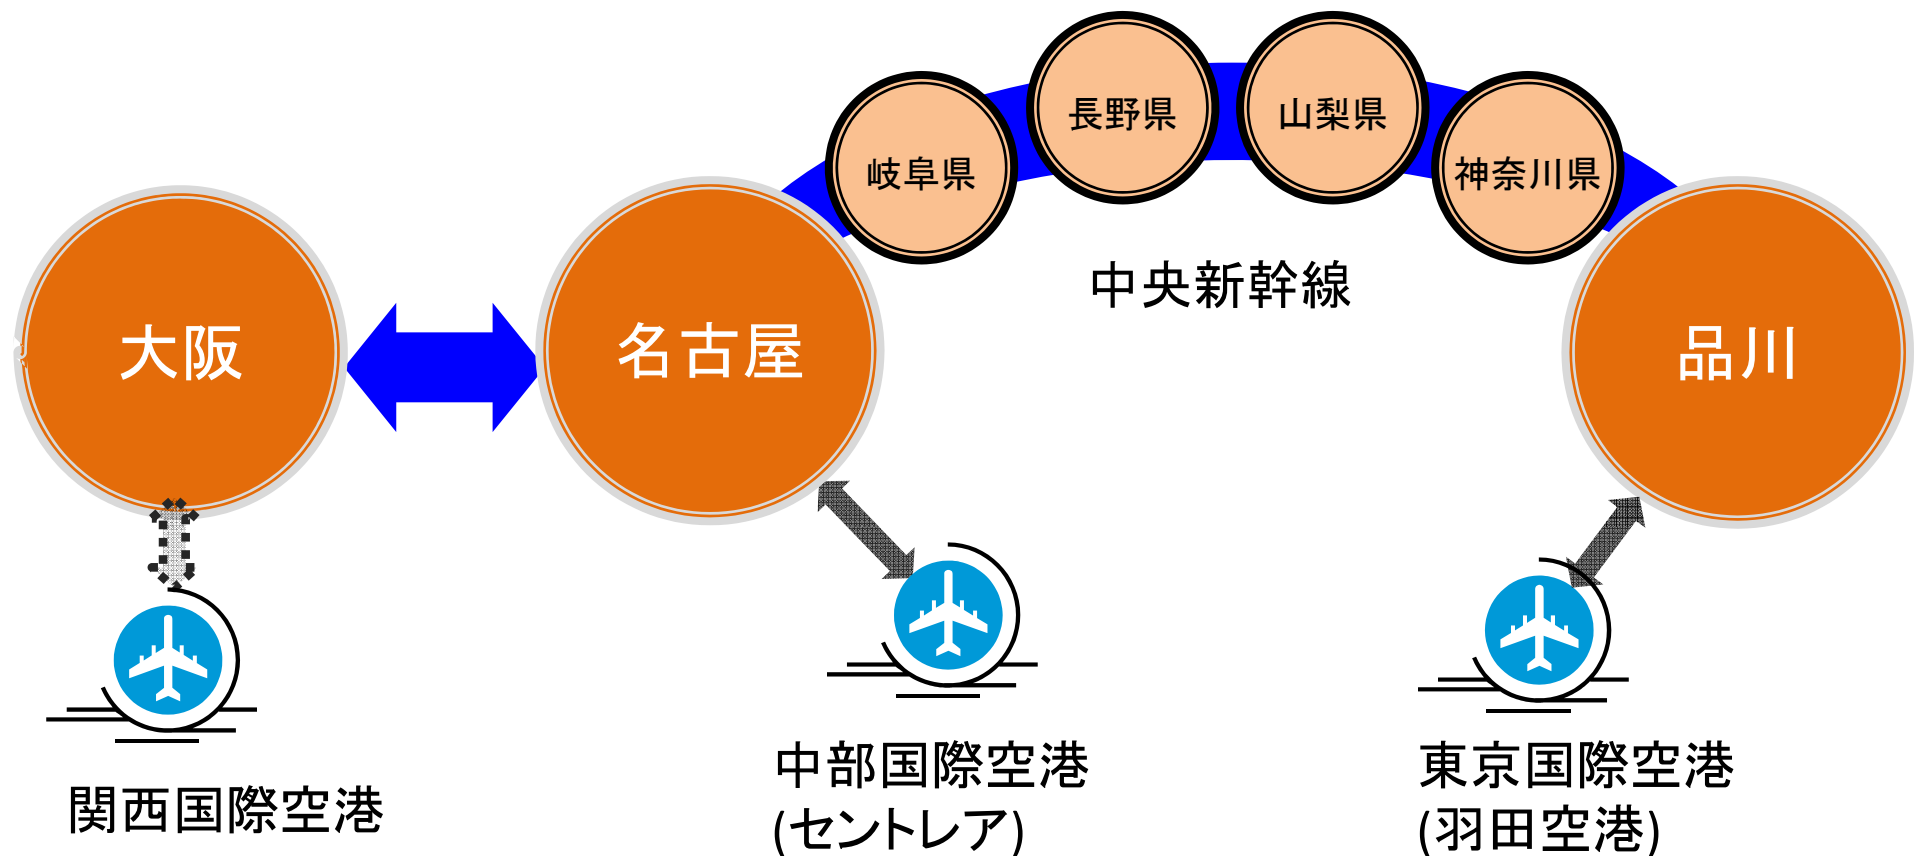 岐阜県
長野県
山梨県
神奈川県
中央新幹線
大阪
名古屋
品川
関西国際空港
中部国際空港
(セントレア)
東京国際空港
(羽田空港)